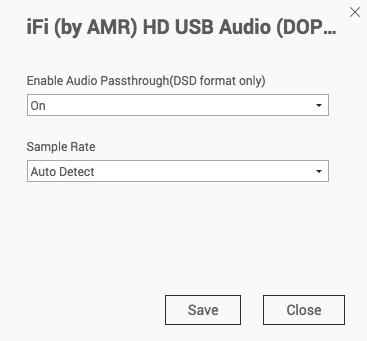 iFi (by AMR) HD USB Audio (DOP...
Enable Audio Passthrough(DSD format only)
On
Sample Rate
Auto Detect
Save Close